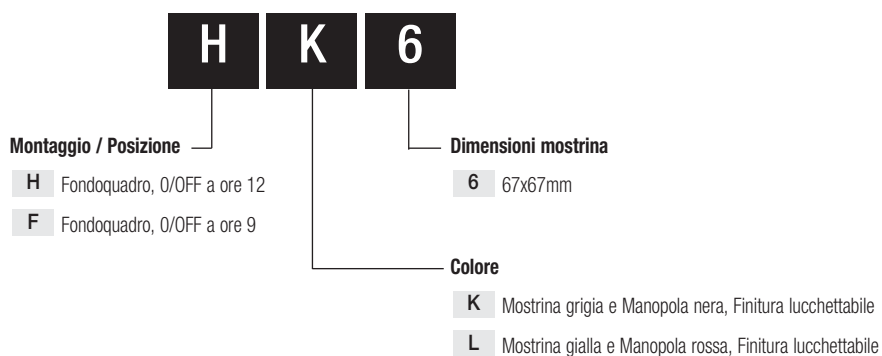 H K 6
Montaggio / Posizione
H Fondoquadro, 0/OFF a ore 12
F Fondoquadro, 0/OFF a ore 9
Dimensioni mostrina
6 67x67mm
Colore
K Mostrina grigia e Manopola nera, Finitura lucchettabile
L Mostrina gialla e Manopola rossa, Finitura lucchettabile